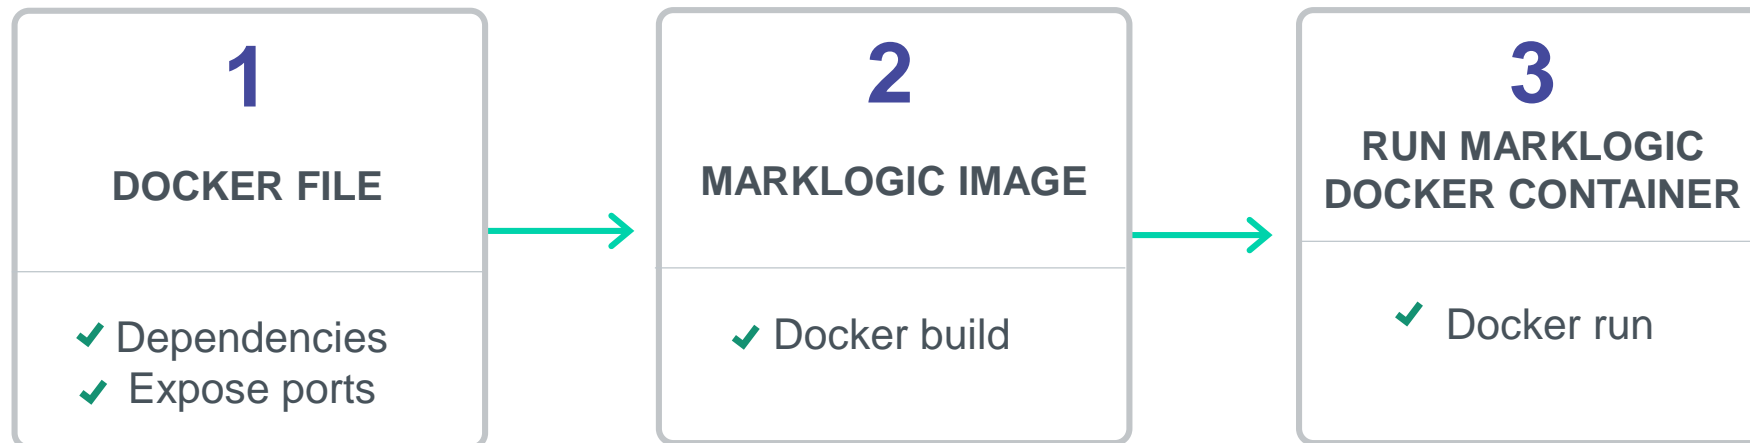 1
DOCKER FILE
Dependencies
Expose ports
2
MARKLOGIC IMAGE
Docker build
3
RUN MARKLOGIC
DOCKER CONTAINER
Docker run